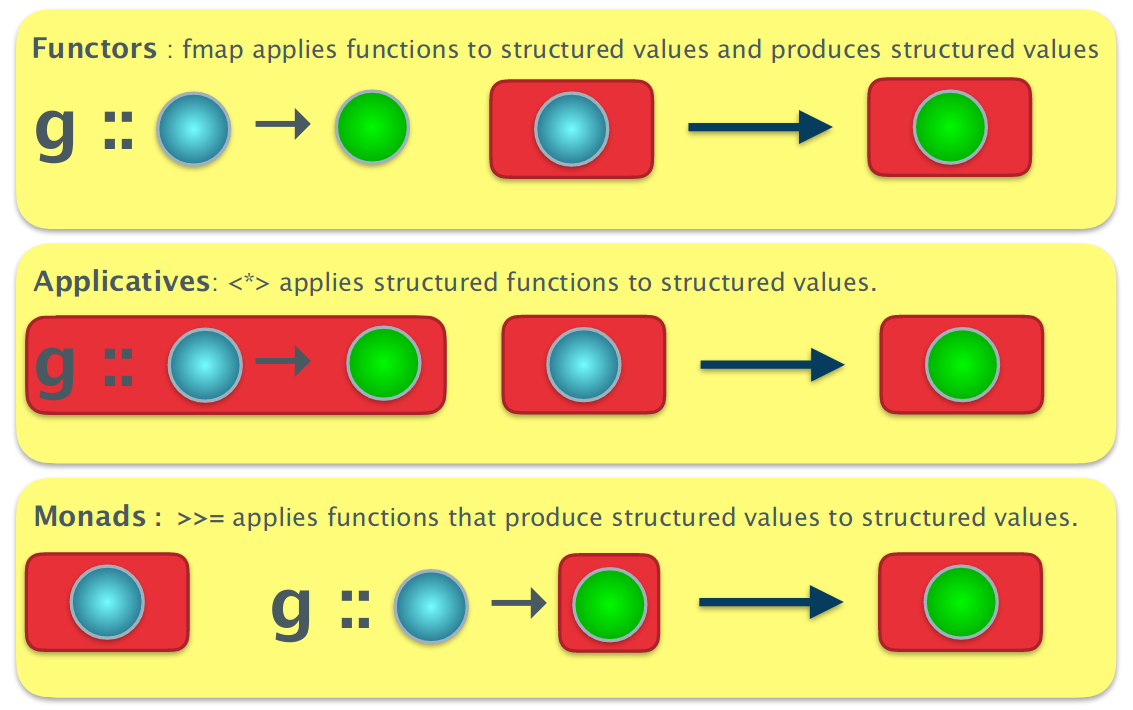 Functors : fmap applies functions to structured values and produces structured values
g :: →
Applicatives: <*> applies structured functions to structured values.
g :: →
Monads : >>= applies functions that produce structured values to structured values.
g :: →